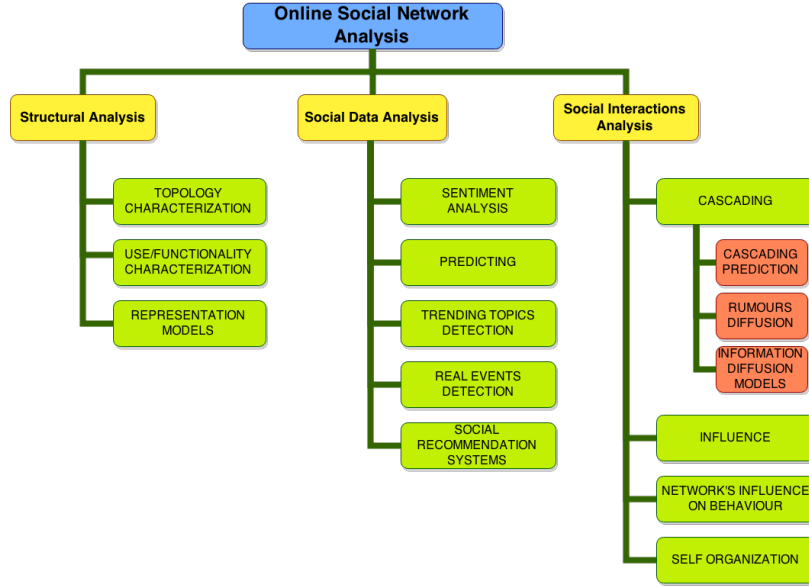 Online Social Network
Analysis
Structural Analysis
TOPOLOGY
CHARACTERIZATION
USE/FUNCTIONALITY
CHARACTERIZATION
REPRESENTATION
MODELS
Social Data Analysis
SENTIMENT
ANALYSIS
PREDICTING
TRENDING TOPICS
DETECTION
REAL EVENTS
DETECTION
SOCIAL
RECOMMENDATION
SYSTEMS
Social Interactions
Analysis
CASCADING
CASCADING
PREDICTION
RUMOURS
DIFFUSION
INFORMATION
DIFFUSION
MODELS
INFLUENCE
NETWORK'S INFLUENCE
ON BEHAVIOUR
SELF ORGANIZATION